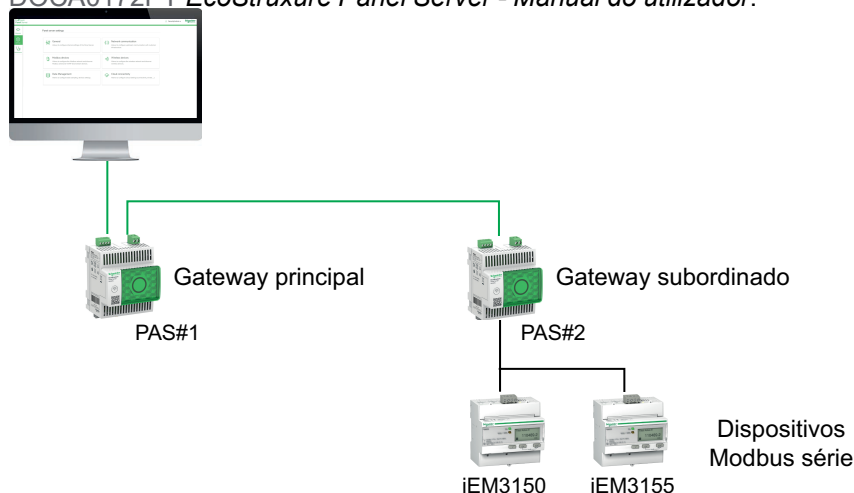 DOCA0172PT EcoStruxure Panel Server - Manual do utilizador.
Gateway principal
Gateway subordinado
PAS#1
PAS#2
Dispositivos
Modbus série
iEM3150
iEM3155